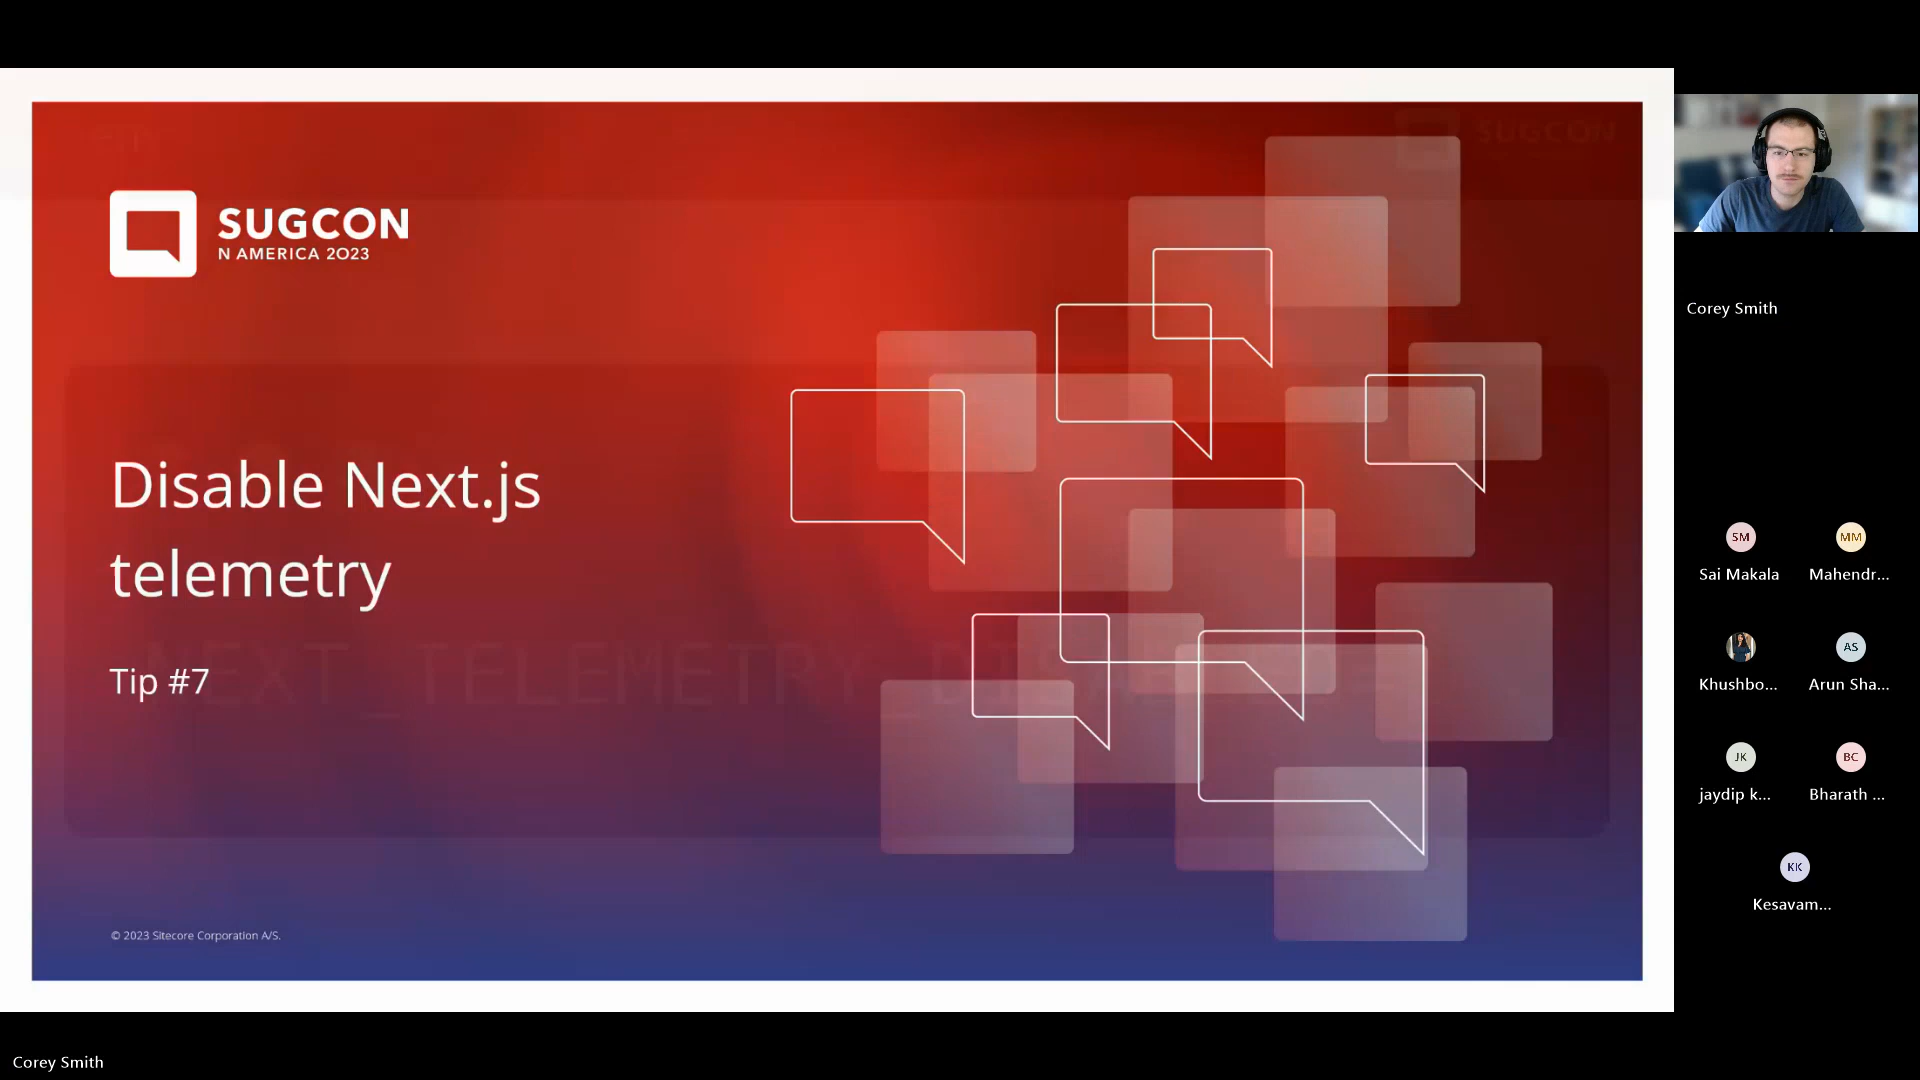 SUGCON
N AMERICA 2023
Disable Next.js
telemetry
Tip #7
© 2023 Sitecore Corporation A/S.
Corey Smith
SM
MM
Sai Makala
Mahendr...
AS
Khushbo...
Arun Sha...
JK
BC
jaydip k...
Bharath ...
KK
Kesavam...
Corey Smith